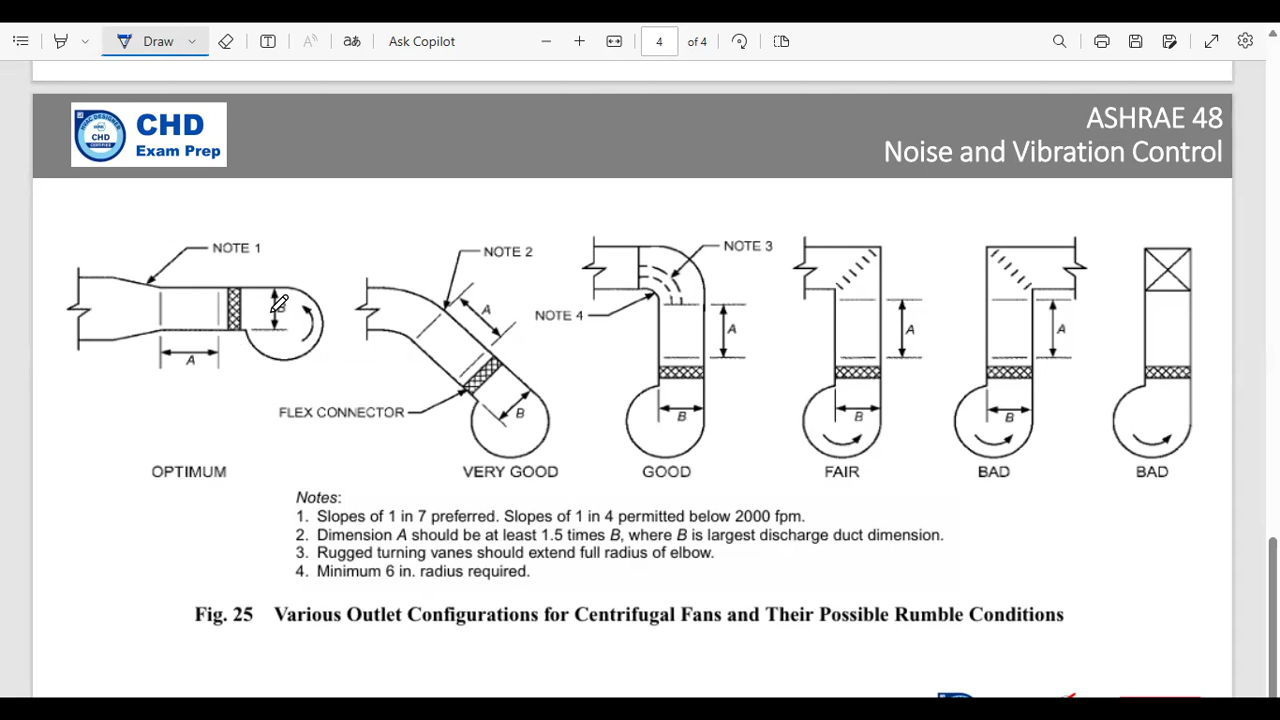 Draw
Ask Copilot
4 of 4
CHD
Exam Prep
HVAC DESIGNER
CHD
CERTIFIED
ASHRAE 48
Noise and Vibration Control
NOTE 1
NOTE 2
NOTE 3
NOTE 4
FLEX CONNECTOR
A
A
B
A
B
A
B
A
B
OPTIMUM
VERY GOOD
GOOD
FAIR
BAD
BAD
Notes:
1. Slopes of 1 in 7 preferred. Slopes of 1 in 4 permitted below 2000 fpm.
2. Dimension A should be at least 1.5 times B, where B is largest discharge duct dimension.
3. Rugged turning vanes should extend full radius of elbow.
4. Minimum 6 in. radius required.
Fig. 25 Various Outlet Configurations for Centrifugal Fans and Their Possible Rumble Conditions